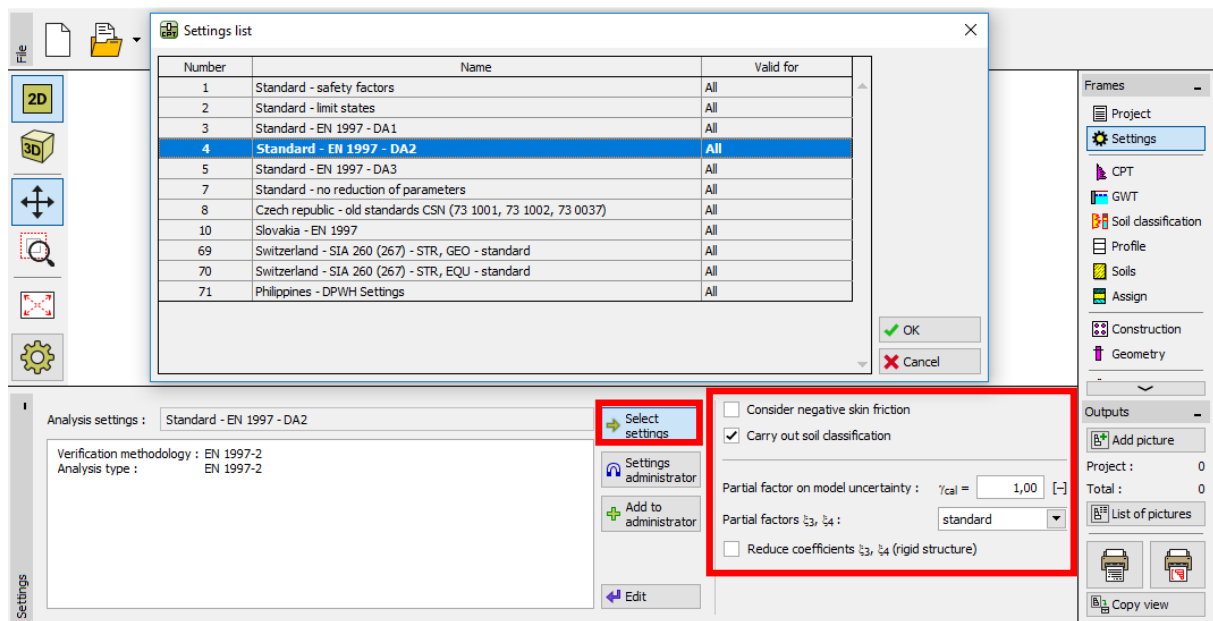 File
Settings list
Number Name Valid for
1 Standard - safety factors All
2 Standard - limit states All
3 Standard - EN 1997 - DA1 All
4 Standard - EN 1997 - DA2 All
5 Standard - EN 1997 - DA3 All
7 Standard - no reduction of parameters All
8 Czech republic - old standards CSN (73 1001, 73 1002, 73 0037) All
10 Slovakia - EN 1997 All
69 Switzerland - SIA 260 (267) - STR, GEO - standard All
70 Switzerland - SIA 260 (267) - STR, EQU - standard All
71 Philippines - DPWH Settings All
OK
Cancel
2D
3D
Frames
Project
Settings
CPT
GWT
Soil classification
Profile
Soils
Assign
Construction
Geometry
Settings
Analysis settings : Standard - EN 1997 - DA2
Verification methodology : EN 1997-2
Analysis type : EN 1997-2
Select
settings
Settings
administrator
Add to
administrator
Edit
Consider negative skin friction
Carry out soil classification
Partial factor on model uncertainty : γcal = 1,00 [–]
Partial factors ξ3, ξ4 : standard
Reduce coefficients ξ3, ξ4 (rigid structure)
Outputs
Add picture
Project : 0
Total : 0
List of pictures
Copy view